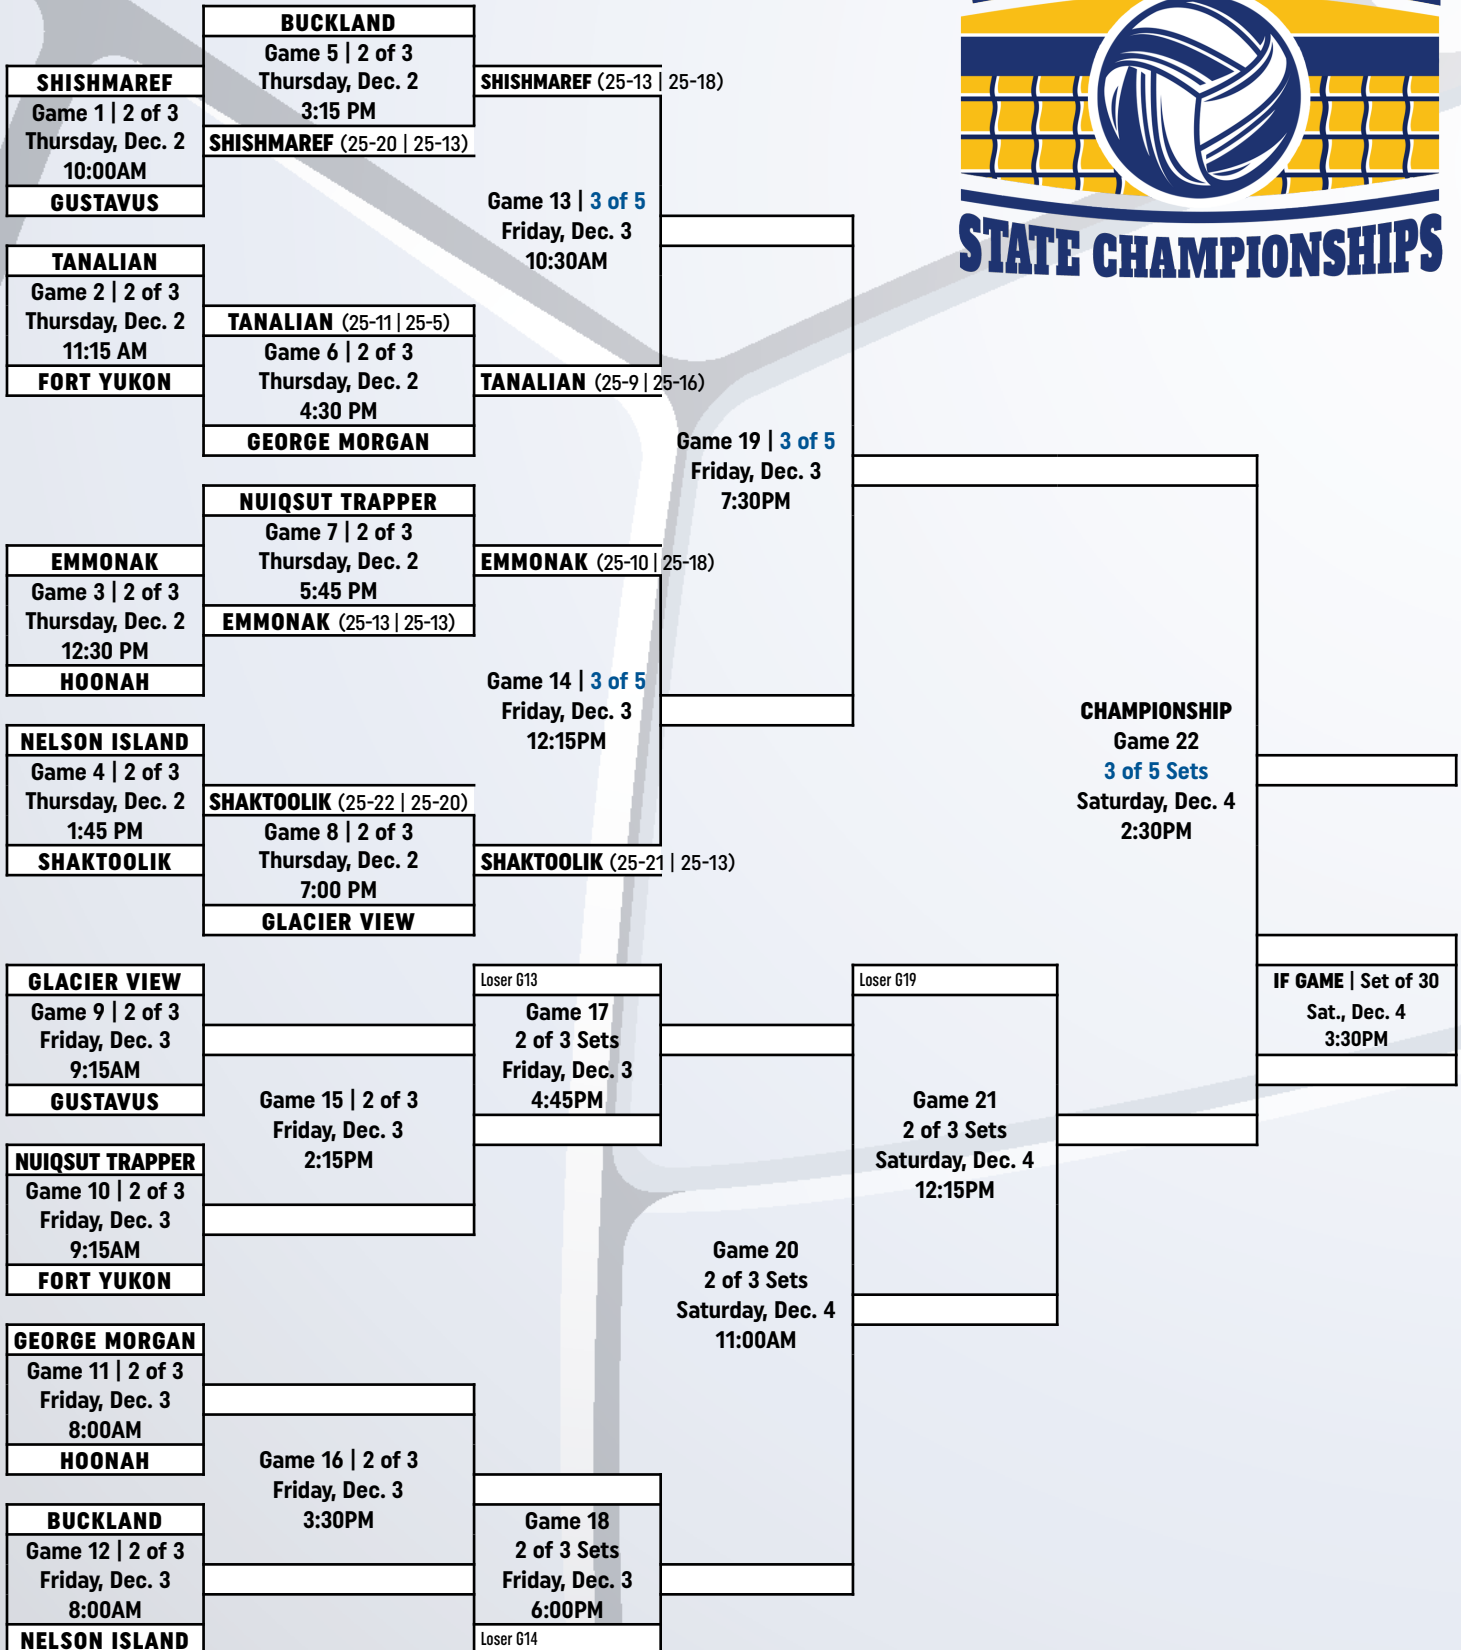 STATE CHAMPIONSHIPS
BUCKLAND
Game 5 | 2 of 3
Thursday, Dec. 2
3:15 PM
SHISHMAREF (25-20 | 25-13)
SHISHMAREF
Game 1 | 2 of 3
Thursday, Dec. 2
10:00AM
GUSTAVUS
SHISHMAREF (25-13 | 25-18)
Game 13 | 3 of 5
Friday, Dec. 3
10:30AM
TANALIAN
Game 2 | 2 of 3
Thursday, Dec. 2
11:15 AM
FORT YUKON
TANALIAN (25-11 | 25-5)
Game 6 | 2 of 3
Thursday, Dec. 2
4:30 PM
GEORGE MORGAN
TANALIAN (25-9 | 25-16)
Game 19 | 3 of 5
Friday, Dec. 3
7:30PM
NUIQSUT TRAPPER
Game 7 | 2 of 3
Thursday, Dec. 2
5:45 PM
EMMONAK (25-13 | 25-13)
EMMONAK
Game 3 | 2 of 3
Thursday, Dec. 2
12:30 PM
HOONAH
EMMONAK (25-10 | 25-18)
Game 14 | 3 of 5
Friday, Dec. 3
12:15PM
NELSON ISLAND
Game 4 | 2 of 3
Thursday, Dec. 2
1:45 PM
SHAKTOOLIK
SHAKTOOLIK (25-22 | 25-20)
Game 8 | 2 of 3
Thursday, Dec. 2
7:00 PM
GLACIER VIEW
SHAKTOOLIK (25-21 | 25-13)
CHAMPIONSHIP
Game 22
3 of 5 Sets
Saturday, Dec. 4
2:30PM
IF GAME | Set of 30
Sat., Dec. 4
3:30PM
GLACIER VIEW
Game 9 | 2 of 3
Friday, Dec. 3
9:15AM
GUSTAVUS
Loser G13
Game 17
2 of 3 Sets
Friday, Dec. 3
4:45PM
Loser G19
Game 15 | 2 of 3
Friday, Dec. 3
2:15PM
Game 21
2 of 3 Sets
Saturday, Dec. 4
12:15PM
NUIQSUT TRAPPER
Game 10 | 2 of 3
Friday, Dec. 3
9:15AM
FORT YUKON
Game 20
2 of 3 Sets
Saturday, Dec. 4
11:00AM
GEORGE MORGAN
Game 11 | 2 of 3
Friday, Dec. 3
8:00AM
HOONAH
Game 16 | 2 of 3
Friday, Dec. 3
3:30PM
BUCKLAND
Game 12 | 2 of 3
Friday, Dec. 3
8:00AM
NELSON ISLAND
Game 18
2 of 3 Sets
Friday, Dec. 3
6:00PM
Loser G14